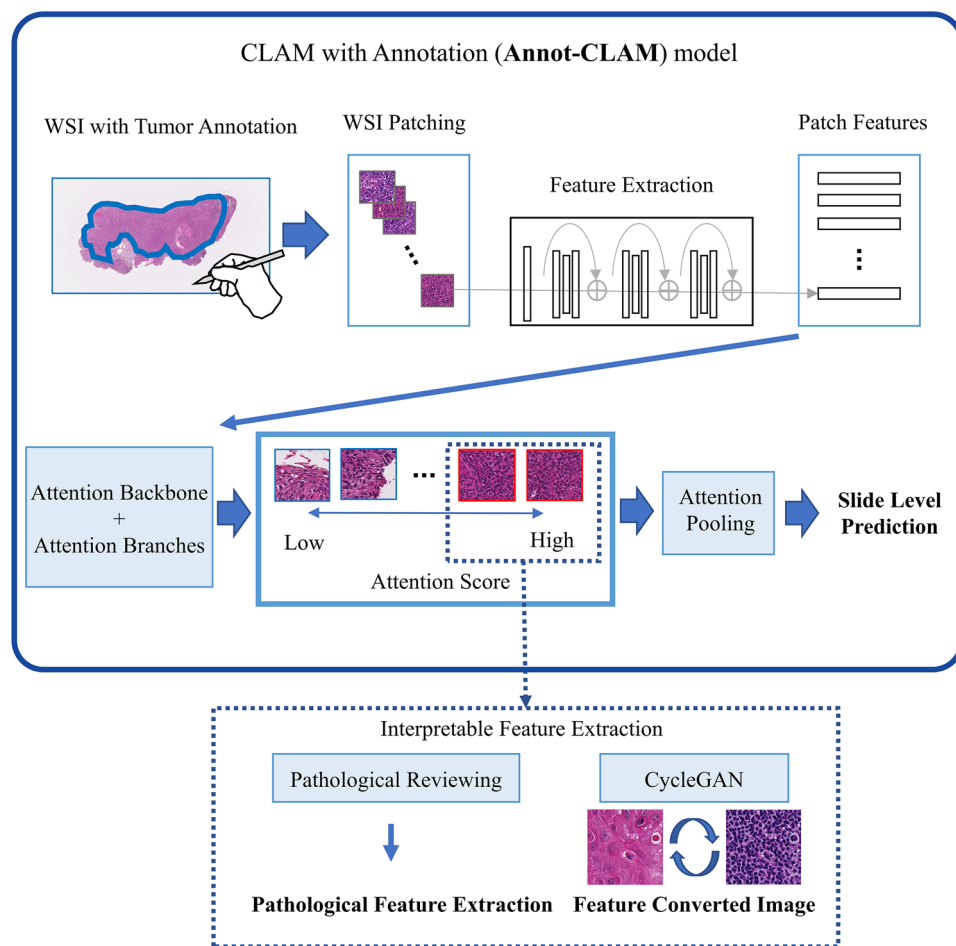 CLAM with Annotation (Annot-CLAM) model
WSI with Tumor Annotation
WSI Patching
Patch Features
Feature Extraction
Attention Backbone
+
Attention Branches
Low
High
Attention Score
Attention
Pooling
Slide Level
Prediction
Interpretable Feature Extraction
Pathological Reviewing
CycleGAN
Pathological Feature Extraction
Feature Converted Image